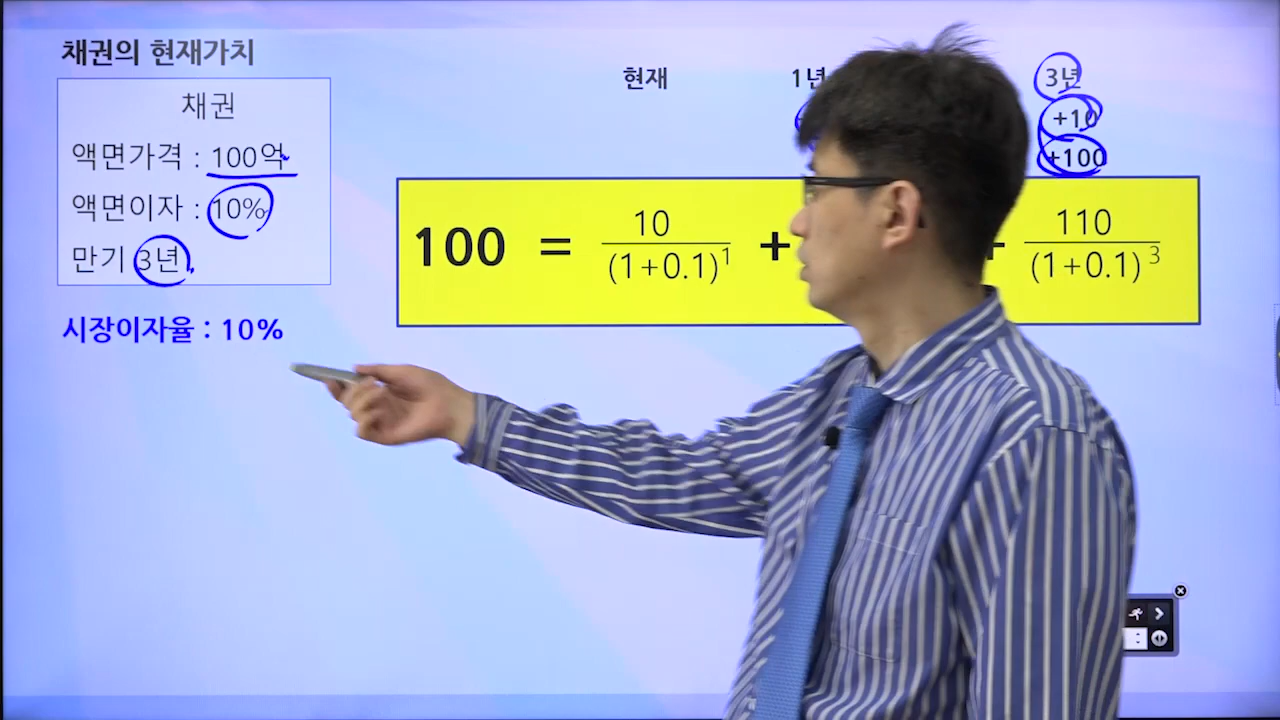 채권의 현재가치
채권
액면가격 : 100억
액면이자 : 10%
만기 3년
시장이자율 : 10%
현재 1년 3년
+10
+100
100 = 10/(1+0.1)¹ + + 110/(1+0.1)³